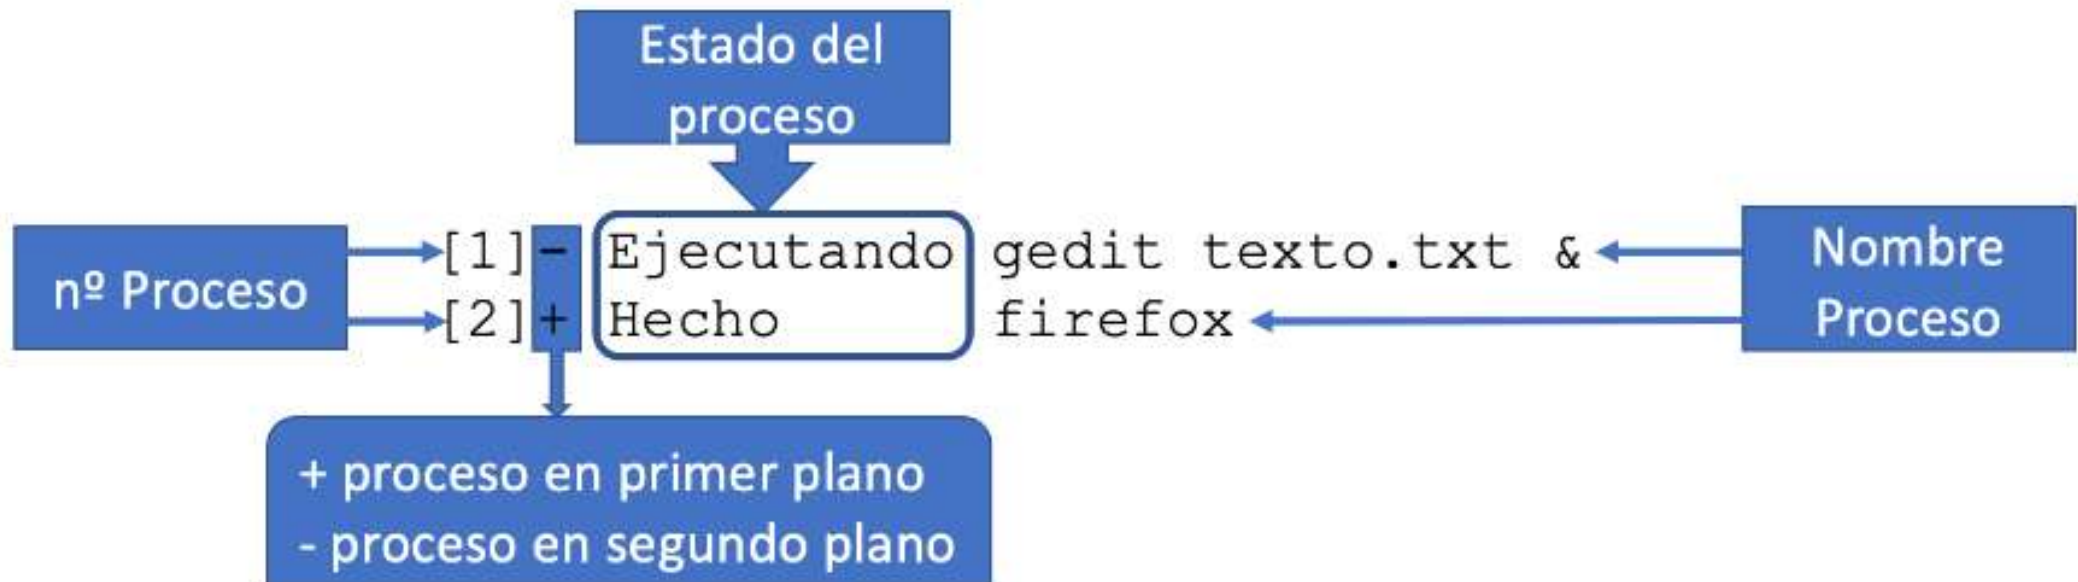 Estado del
proceso
nº Proceso
[1]- Ejecutando gedit texto.txt &
[2]+ Hecho firefox
Nombre
Proceso
+ proceso en primer plano
- proceso en segundo plano